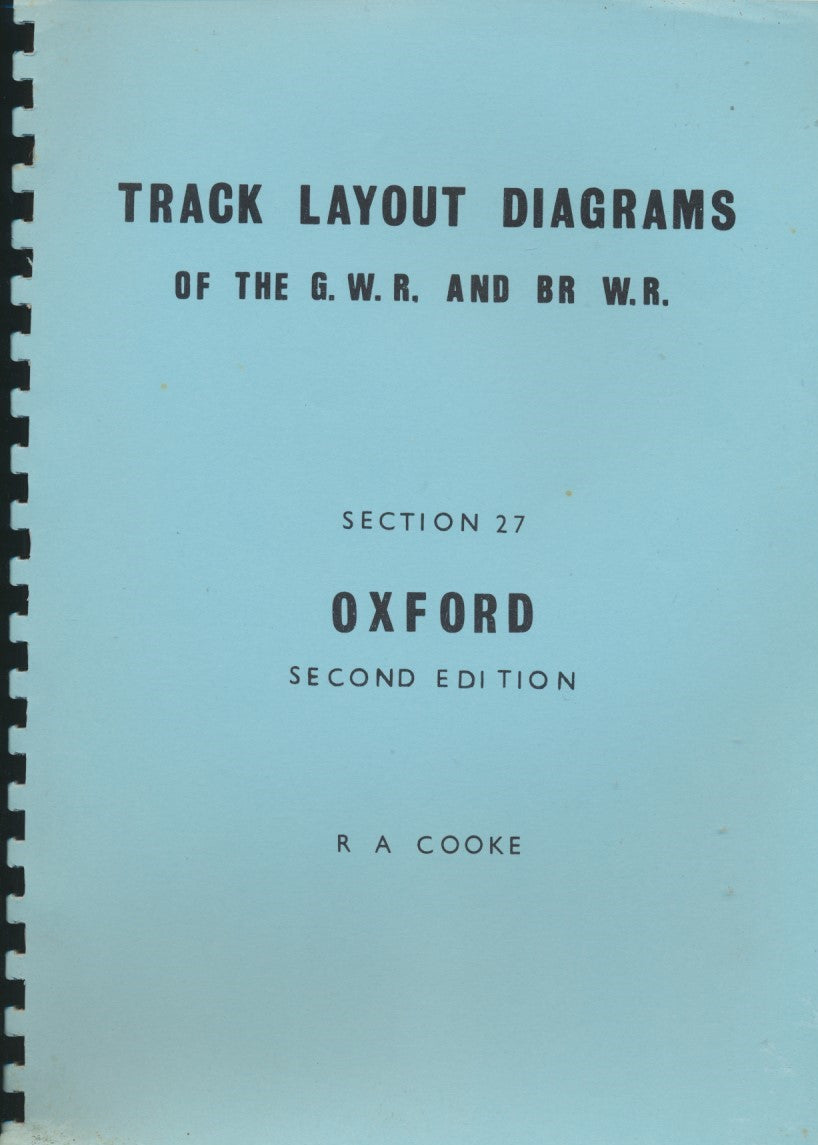 TRACK LAYOUT DIAGRAMS
OF THE G.W.R. AND BR W.R.
SECTION 27
OXFORD
SECOND EDITION
R A COOKE